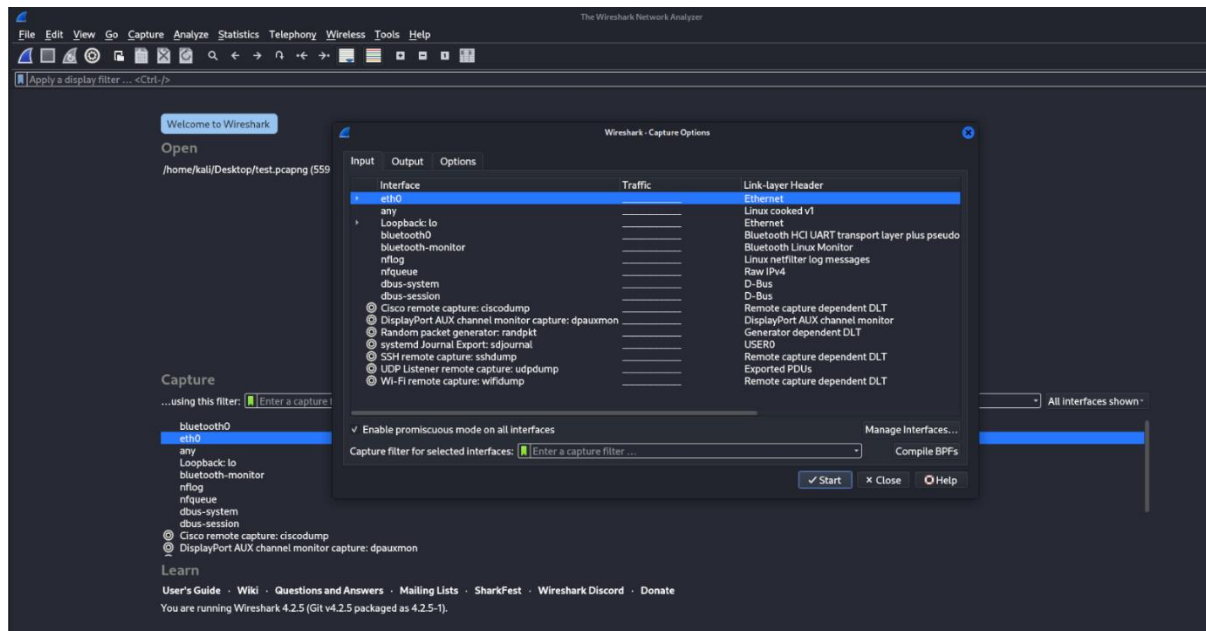 The Wireshark Network Analyzer
File Edit View Go Capture Analyze Statistics Telephony Wireless Tools Help
Apply a display filter ... <Ctrl-/>
Welcome to Wireshark
Open
/home/kali/Desktop/test.pcapng (559
Wireshark · Capture Options
Input Output Options
Interface Traffic Link-layer Header
eth0 Ethernet
any Linux cooked v1
Loopback: lo Ethernet
bluetooth0 Bluetooth HCI UART transport layer plus pseudo
bluetooth-monitor Bluetooth Linux Monitor
nflog Linux netfilter log messages
nfqueue Raw IPv4
dbus-system D-Bus
dbus-session D-Bus
Cisco remote capture: ciscodump Remote capture dependent DLT
DisplayPort AUX channel monitor capture: dpauxmon DisplayPort AUX channel monitor
Random packet generator: randpkt Generator dependent DLT
systemd Journal Export: sdjournal USER0
SSH remote capture: sshdump Remote capture dependent DLT
UDP Listener remote capture: udpdump Exported PDUs
Wi-Fi remote capture: wifidump Remote capture dependent DLT
Enable promiscuous mode on all interfaces Manage Interfaces...
Capture filter for selected interfaces: Enter a capture filter ... Compile BPFs
Start Close Help
Capture
...using this filter: Enter a capture All interfaces shown
bluetooth0
eth0
any
Loopback: lo
bluetooth-monitor
nflog
nfqueue
dbus-system
dbus-session
Cisco remote capture: ciscodump
DisplayPort AUX channel monitor capture: dpauxmon
Learn
User's Guide · Wiki · Questions and Answers · Mailing Lists · SharkFest · Wireshark Discord · Donate
You are running Wireshark 4.2.5 (Git v4.2.5 packaged as 4.2.5-1).